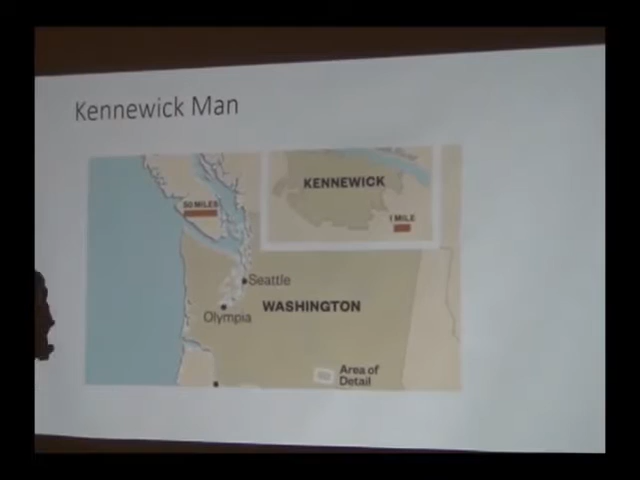 Kennewick Man
50 MILES
KENNEWICK
1 MILE
Seattle
WASHINGTON
Olympia
Area of
Detail